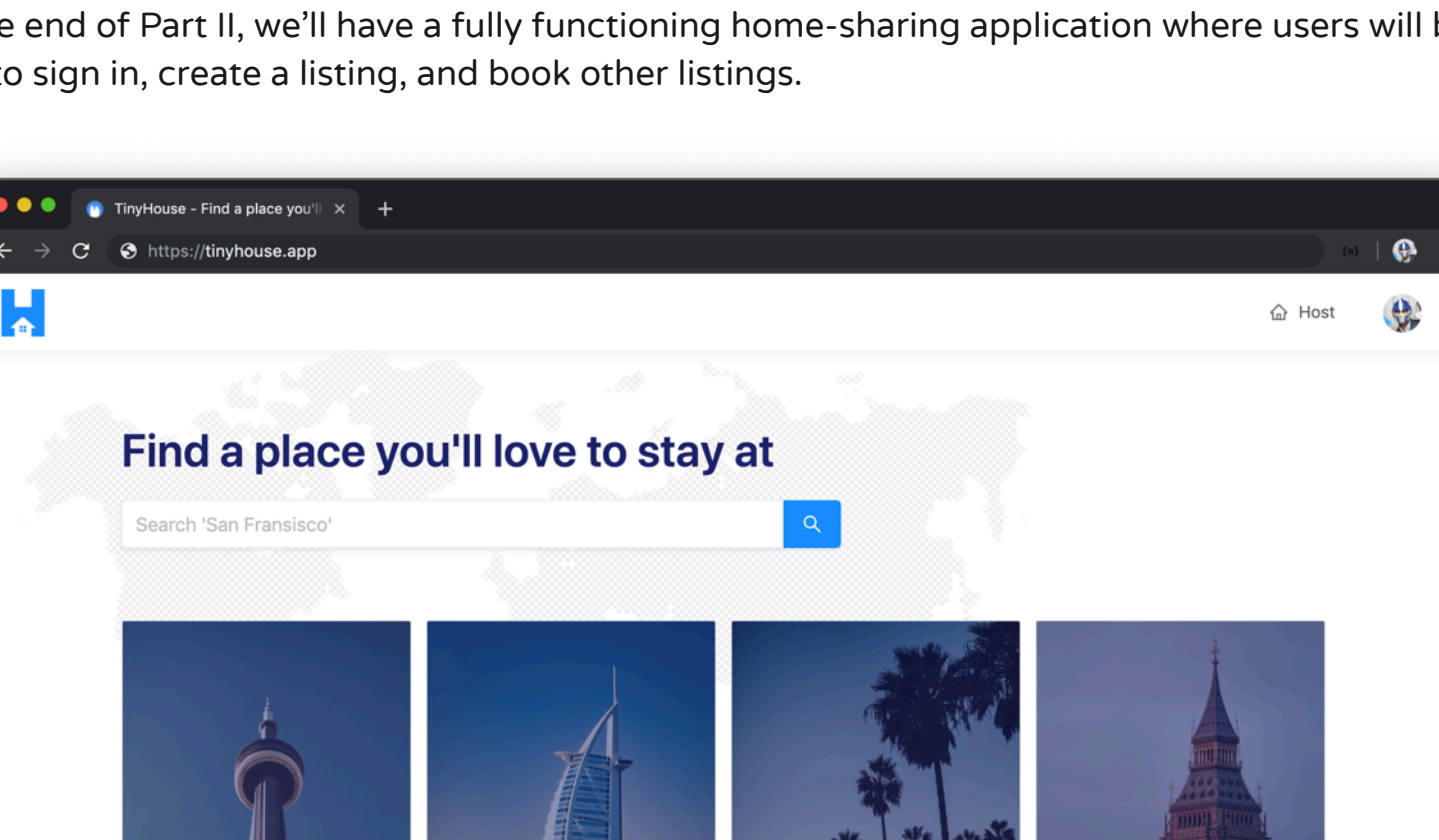 e end of Part II, we'll have a fully functioning home-sharing application where users will
to sign in, create a listing, and book other listings.
TinyHouse - Find a place you'll
https://tinyhouse.app
Host
Find a place you'll love to stay at
Search 'San Fransisco'